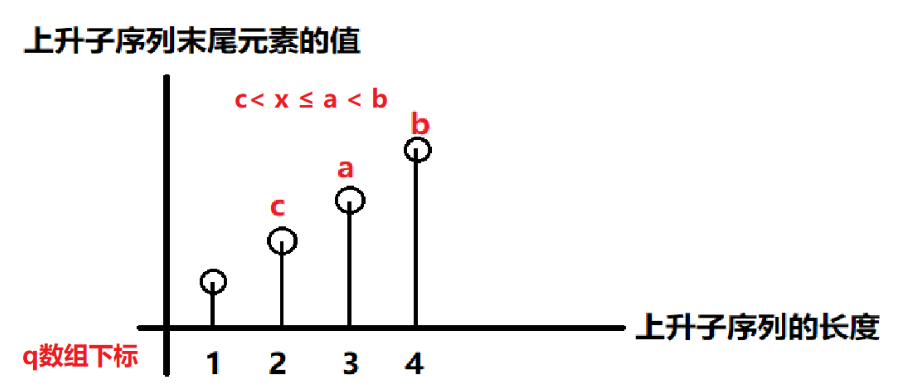 上升子序列末尾元素的值
c< x ≤ a < b
b
a
c
上升子序列的长度
q数组下标
1 2 3 4